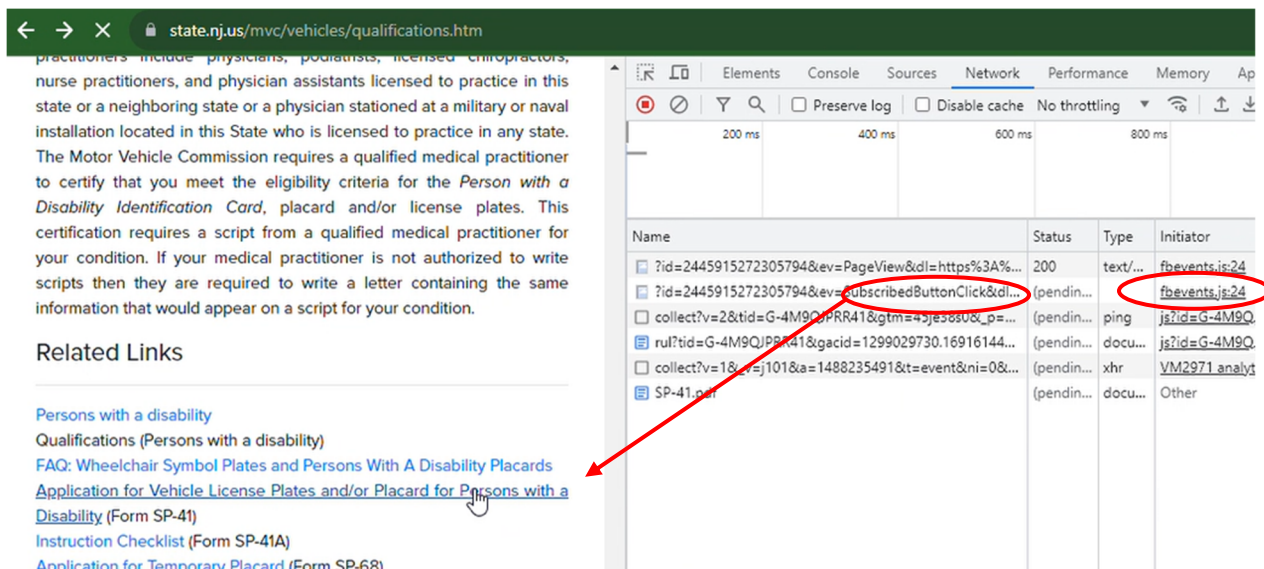 state.nj.us/mvc/vehicles/qualifications.htm
practitioners include physicians, podiatrists, licensed chiropractors,
nurse practitioners, and physician assistants licensed to practice in this
state or a neighboring state or a physician stationed at a military or naval
installation located in this State who is licensed to practice in any state.
The Motor Vehicle Commission requires a qualified medical practitioner
to certify that you meet the eligibility criteria for the Person with a
Disability Identification Card, placard and/or license plates. This
certification requires a script from a qualified medical practitioner for
your condition. If your medical practitioner is not authorized to write
scripts then they are required to write a letter containing the same
information that would appear on a script for your condition.
Related Links
Persons with a disability
Qualifications (Persons with a disability)
FAQ: Wheelchair Symbol Plates and Persons With A Disability Placards
Application for Vehicle License Plates and/or Placard for Persons with a
Disability (Form SP-41)
Instruction Checklist (Form SP-41A)
Application for Temporary Placard (Form SP-68)
Elements Console Sources Network Performance Memory Ap
Preserve log Disable cache No throttling
200 ms 400 ms 600 ms 800 ms
Name Status Type Initiator
?id=2445915272305794&ev=PageView&dl=https%3A%... 200 text/... fbevents.js:24
?id=2445915272305794&ev=SubscribedButtonClick&dl... (pendin... fbevents.js:24
collect?v=2&tid=G-4M9QJPRR41&gtm=45je38s0&_p=... (pendin... ping js?id=G-4M9Q
rul?tid=G-4M9QJPRR41&gacid=1299029730.16916144... (pendin... docu... js?id=G-4M9Q
collect?v=1&_v=j101&a=1488235491&t=event&ni=0&... (pendin... xhr VM2971 analyt
SP-41.pdf (pendin... docu... Other